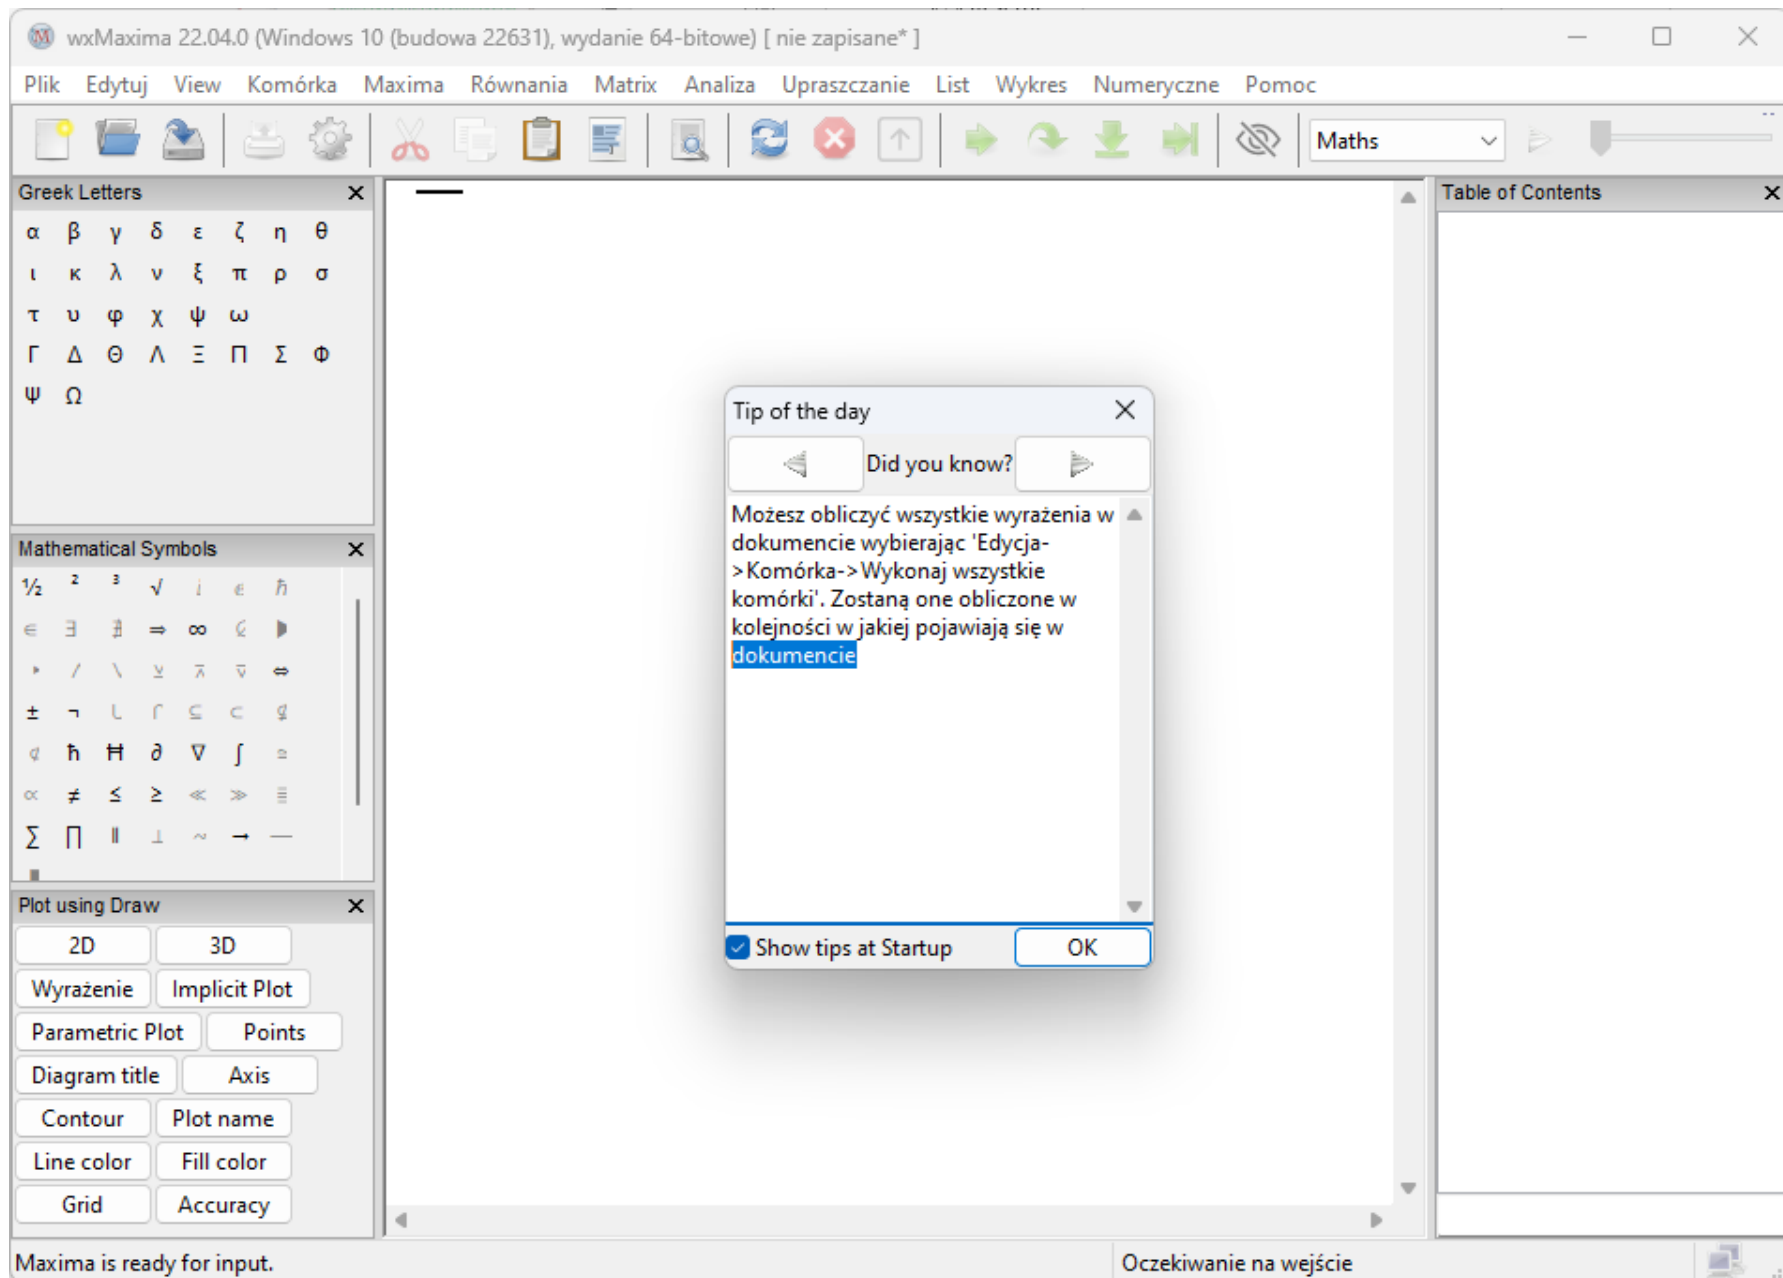 wxMaxima 22.04.0 (Windows 10 (budowa 22631), wydanie 64-bitowe) [ nie zapisane* ]
Plik Edytuj View Komórka Maxima Równania Matrix Analiza Upraszczanie List Wykres Numeryczne Pomoc
Maths
Greek Letters
α β γ δ ε ζ η θ
ι κ λ ν ξ π ρ σ
τ υ φ χ ψ ω
Γ Δ Θ Λ Ξ Π Σ Φ
Ψ Ω
Mathematical Symbols
½ ² ³ √ ħ
∈ ∃ ∄ ⇒ ∞
/ \ ⊻ ⊼ ⊽ ⇔
± ¬ ⊆ ⊂
ħ Ħ ∂ ∇ ∫ ≃
∝ ≠ ≤ ≥ ≪ ≫
∑ ∏ ∥ ⟂ ~ → —
Plot using Draw
2D 3D
Wyrażenie Implicit Plot
Parametric Plot Points
Diagram title Axis
Contour Plot name
Line color Fill color
Grid Accuracy
Tip of the day
Did you know?
Możesz obliczyć wszystkie wyrażenia w
dokumencie wybierając 'Edycja-
>Komórka->Wykonaj wszystkie
komórki'. Zostaną one obliczone w
kolejności w jakiej pojawiają się w
dokumencie
Show tips at Startup OK
Table of Contents
Maxima is ready for input.
Oczekiwanie na wejście